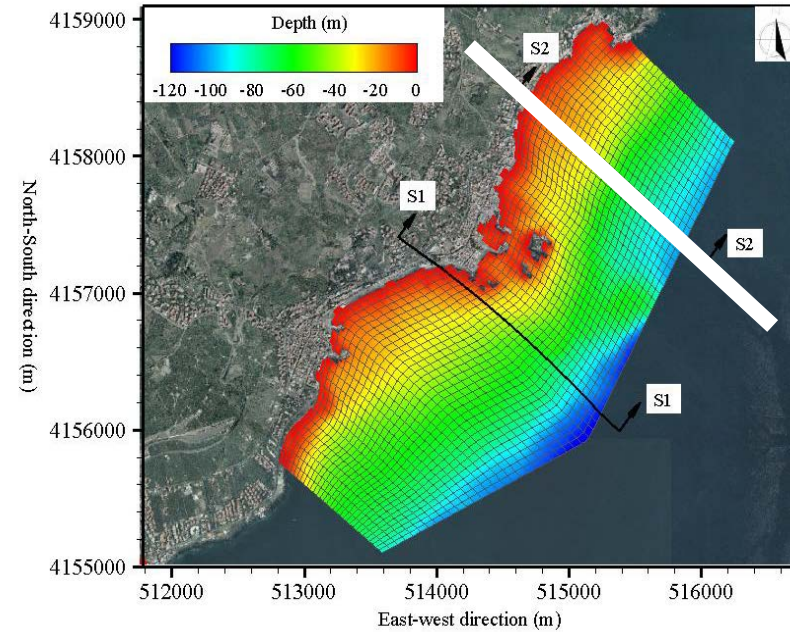 4159000
4158000
4157000
4156000
4155000
North-South direction (m)
Depth (m)
-120 -100 -80 -60 -40 -20 0
S2
S1
S2
S1
512000 513000 514000 515000 516000
East-west direction (m)